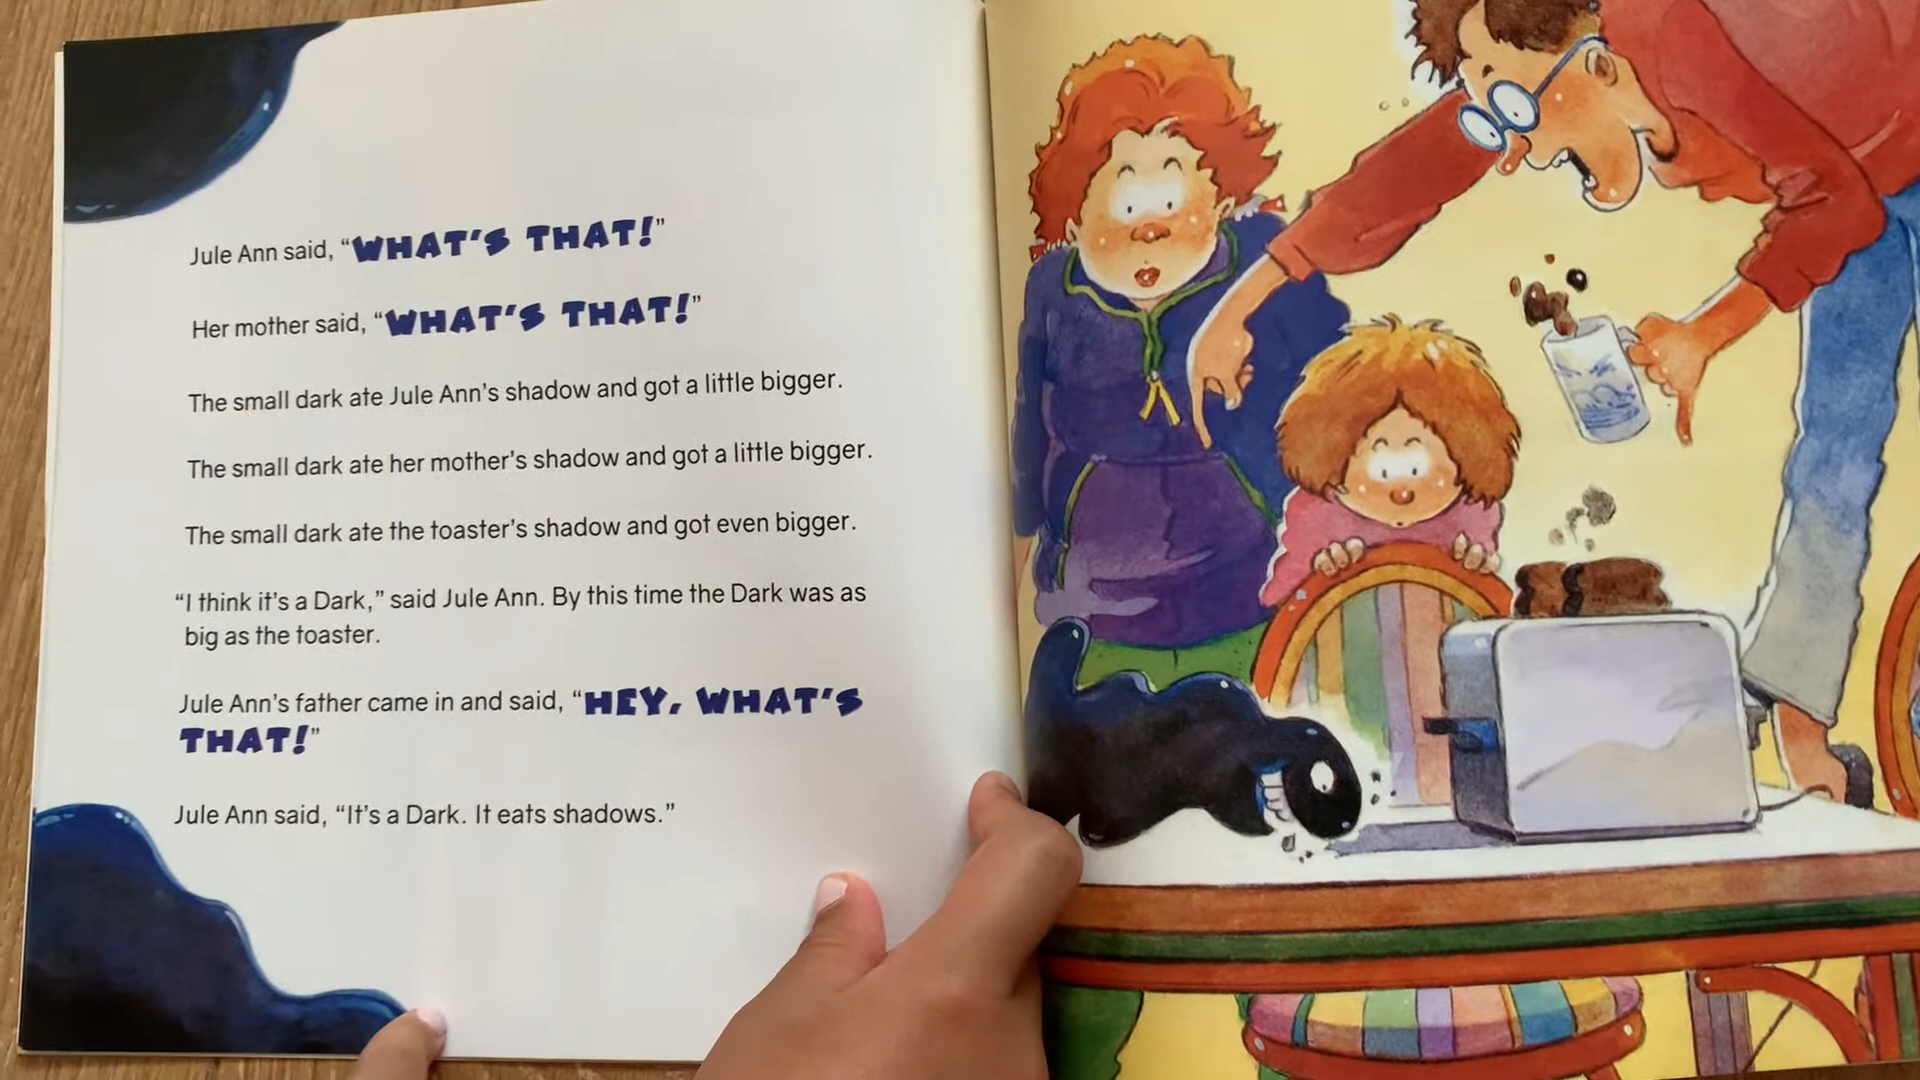 Jule Ann said, “WHAT’S THAT!”
Her mother said, “WHAT’S THAT!”
The small dark ate Jule Ann’s shadow and got a little bigger.
The small dark ate her mother’s shadow and got a little bigger.
The small dark ate the toaster’s shadow and got even bigger.
“I think it’s a Dark,” said Jule Ann. By this time the Dark was as
big as the toaster.
Jule Ann’s father came in and said, “HEY, WHAT’S
THAT!”
Jule Ann said, “It’s a Dark. It eats shadows.”